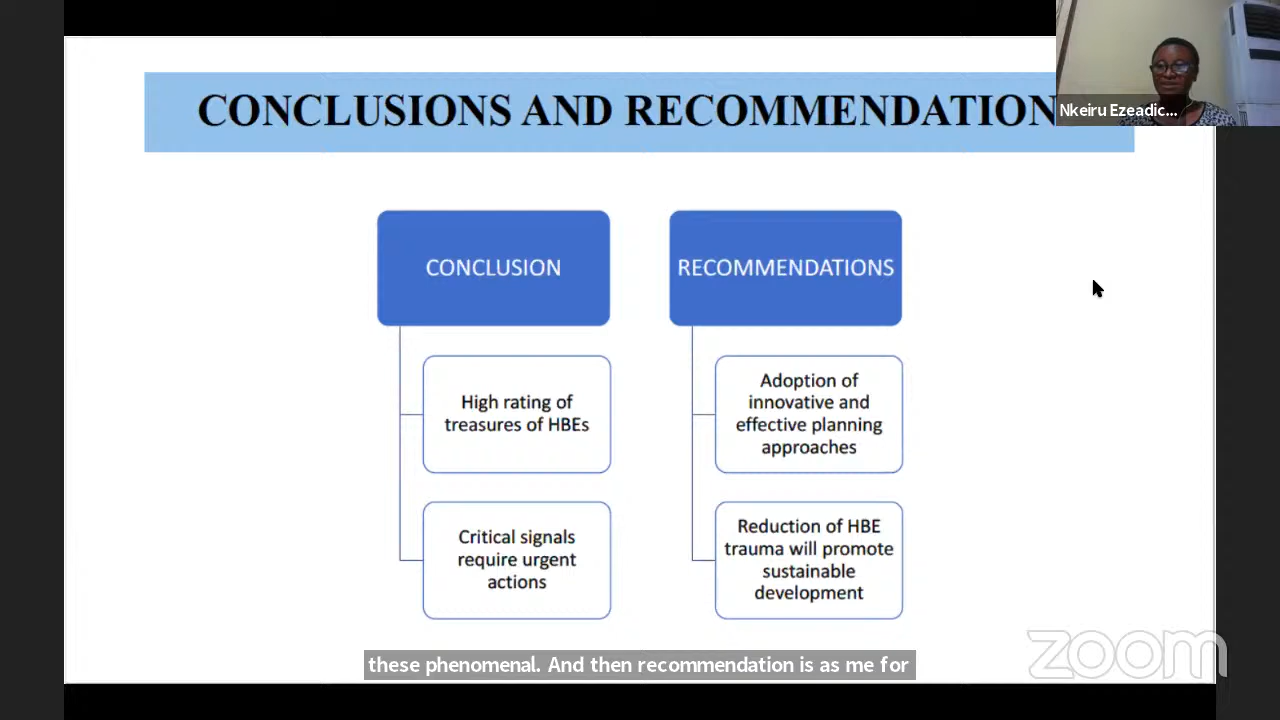 CONCLUSIONS AND RECOMMENDATION
Nkeiru Ezeadic...
CONCLUSION
High rating of
treasures of HBEs
Critical signals
require urgent
actions
RECOMMENDATIONS
Adoption of
innovative and
effective planning
approaches
Reduction of HBE
trauma will promote
sustainable
development
zoom
these phenomenal. And then recommendation is as me for